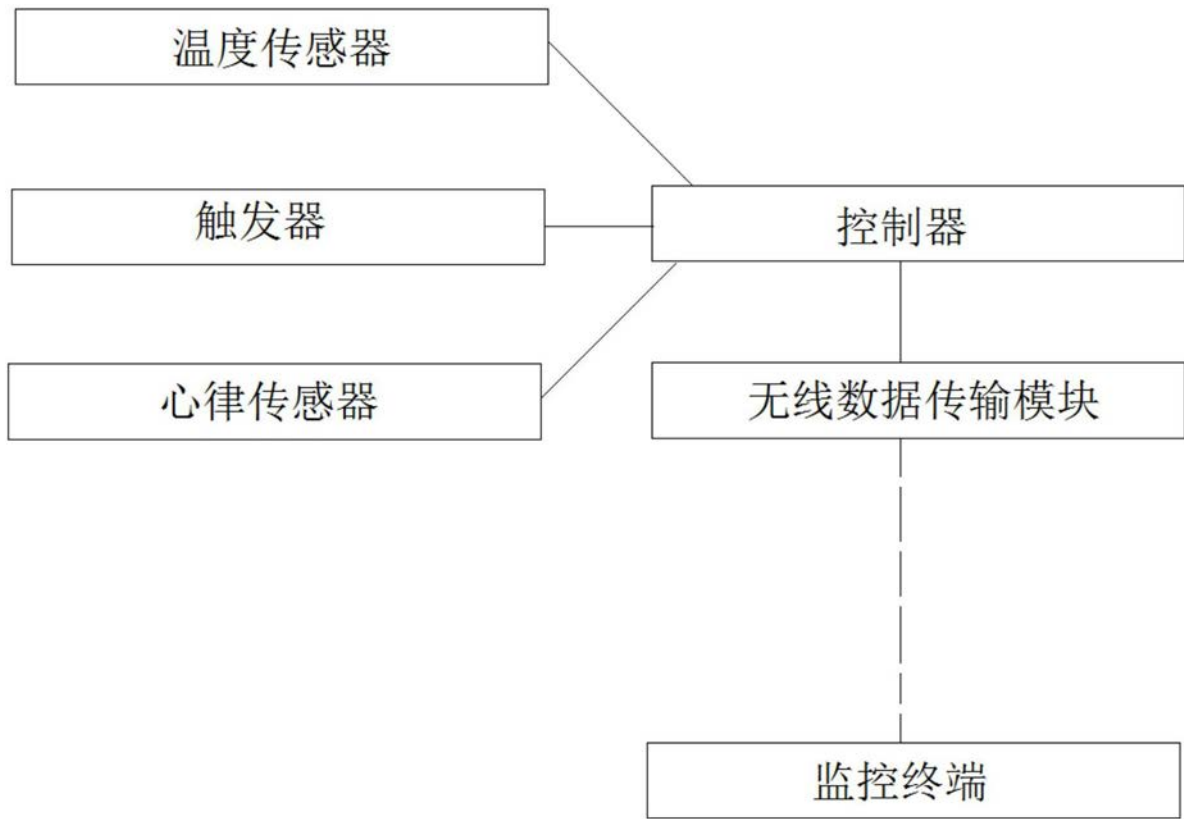 温度传感器
触发器
控制器
心律传感器
无线数据传输模块
监控终端